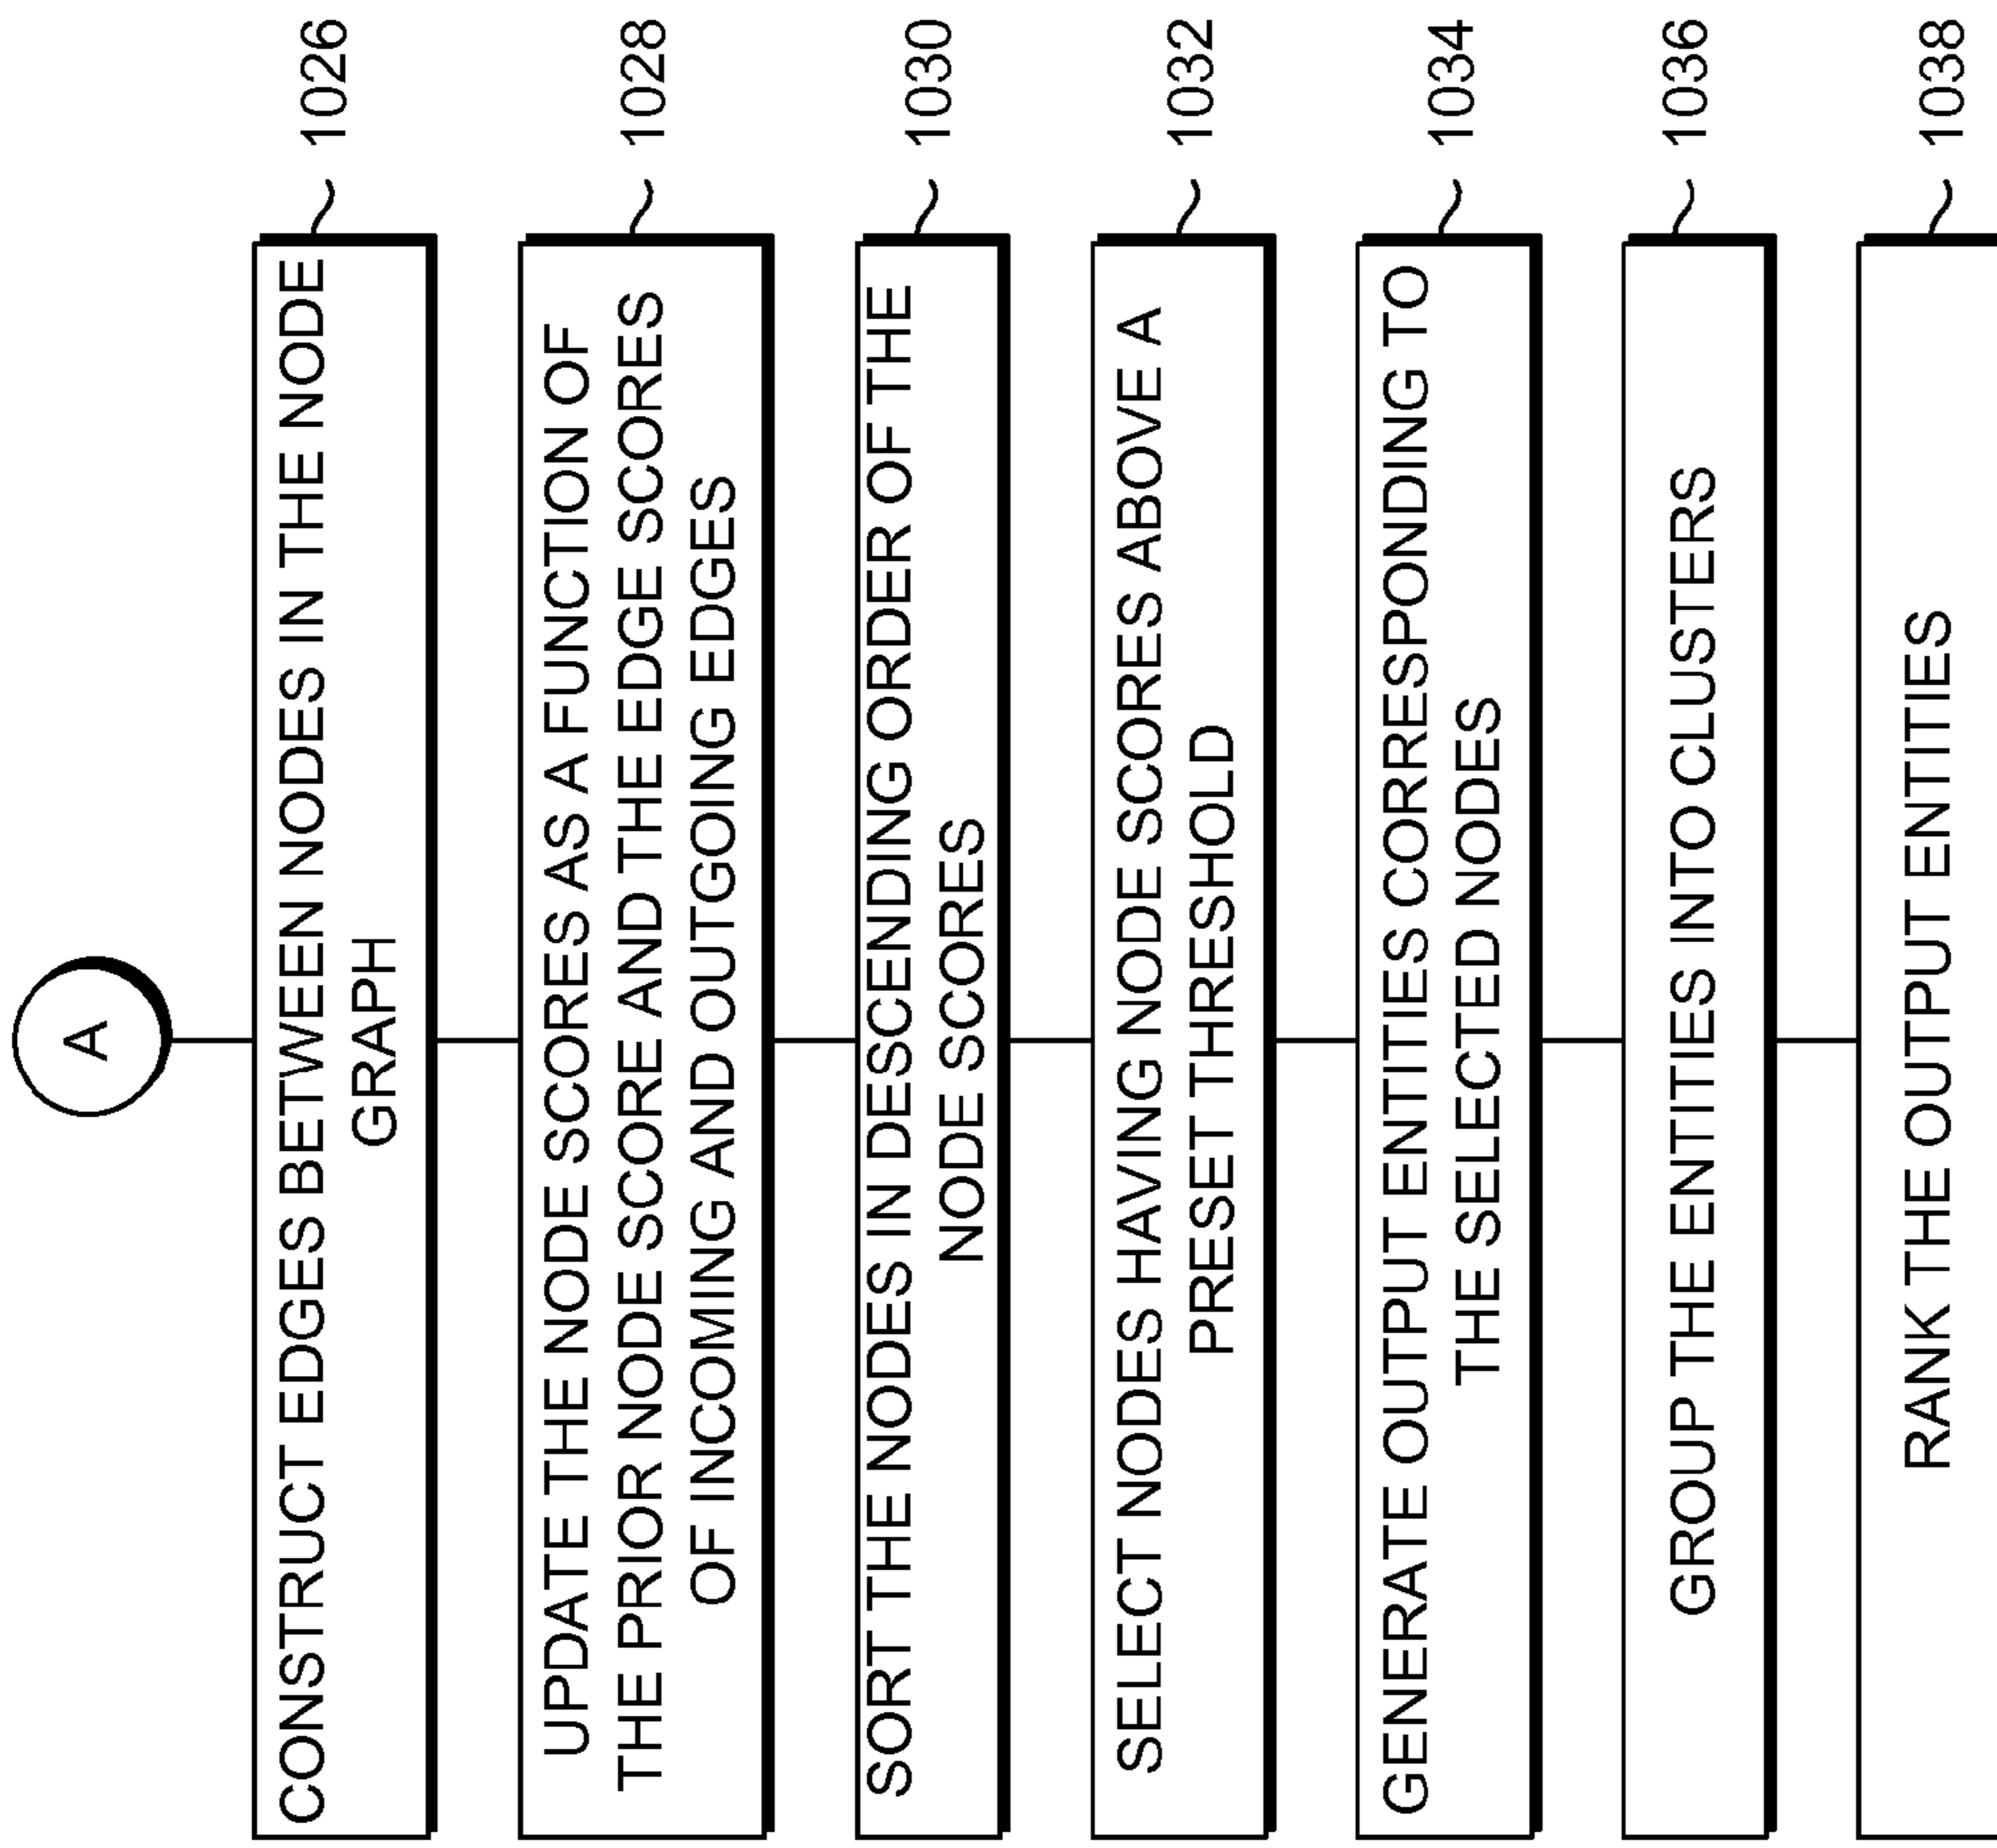 A
CONSTRUCT EDGES BETWEEN NODES IN THE NODE
GRAPH
1026
UPDATE THE NODE SCORES AS A FUNCTION OF
THE PRIOR NODE SCORE AND THE EDGE SCORES
OF INCOMING AND OUTGOING EDGES
1028
SORT THE NODES IN DESCENDING ORDER OF THE
NODE SCORES
1030
SELECT NODES HAVING NODE SCORES ABOVE A
PRESET THRESHOLD
1032
GENERATE OUTPUT ENTITIES CORRESPONDING TO
THE SELECTED NODES
1034
GROUP THE ENTITIES INTO CLUSTERS
1036
RANK THE OUTPUT ENTITIES
1038